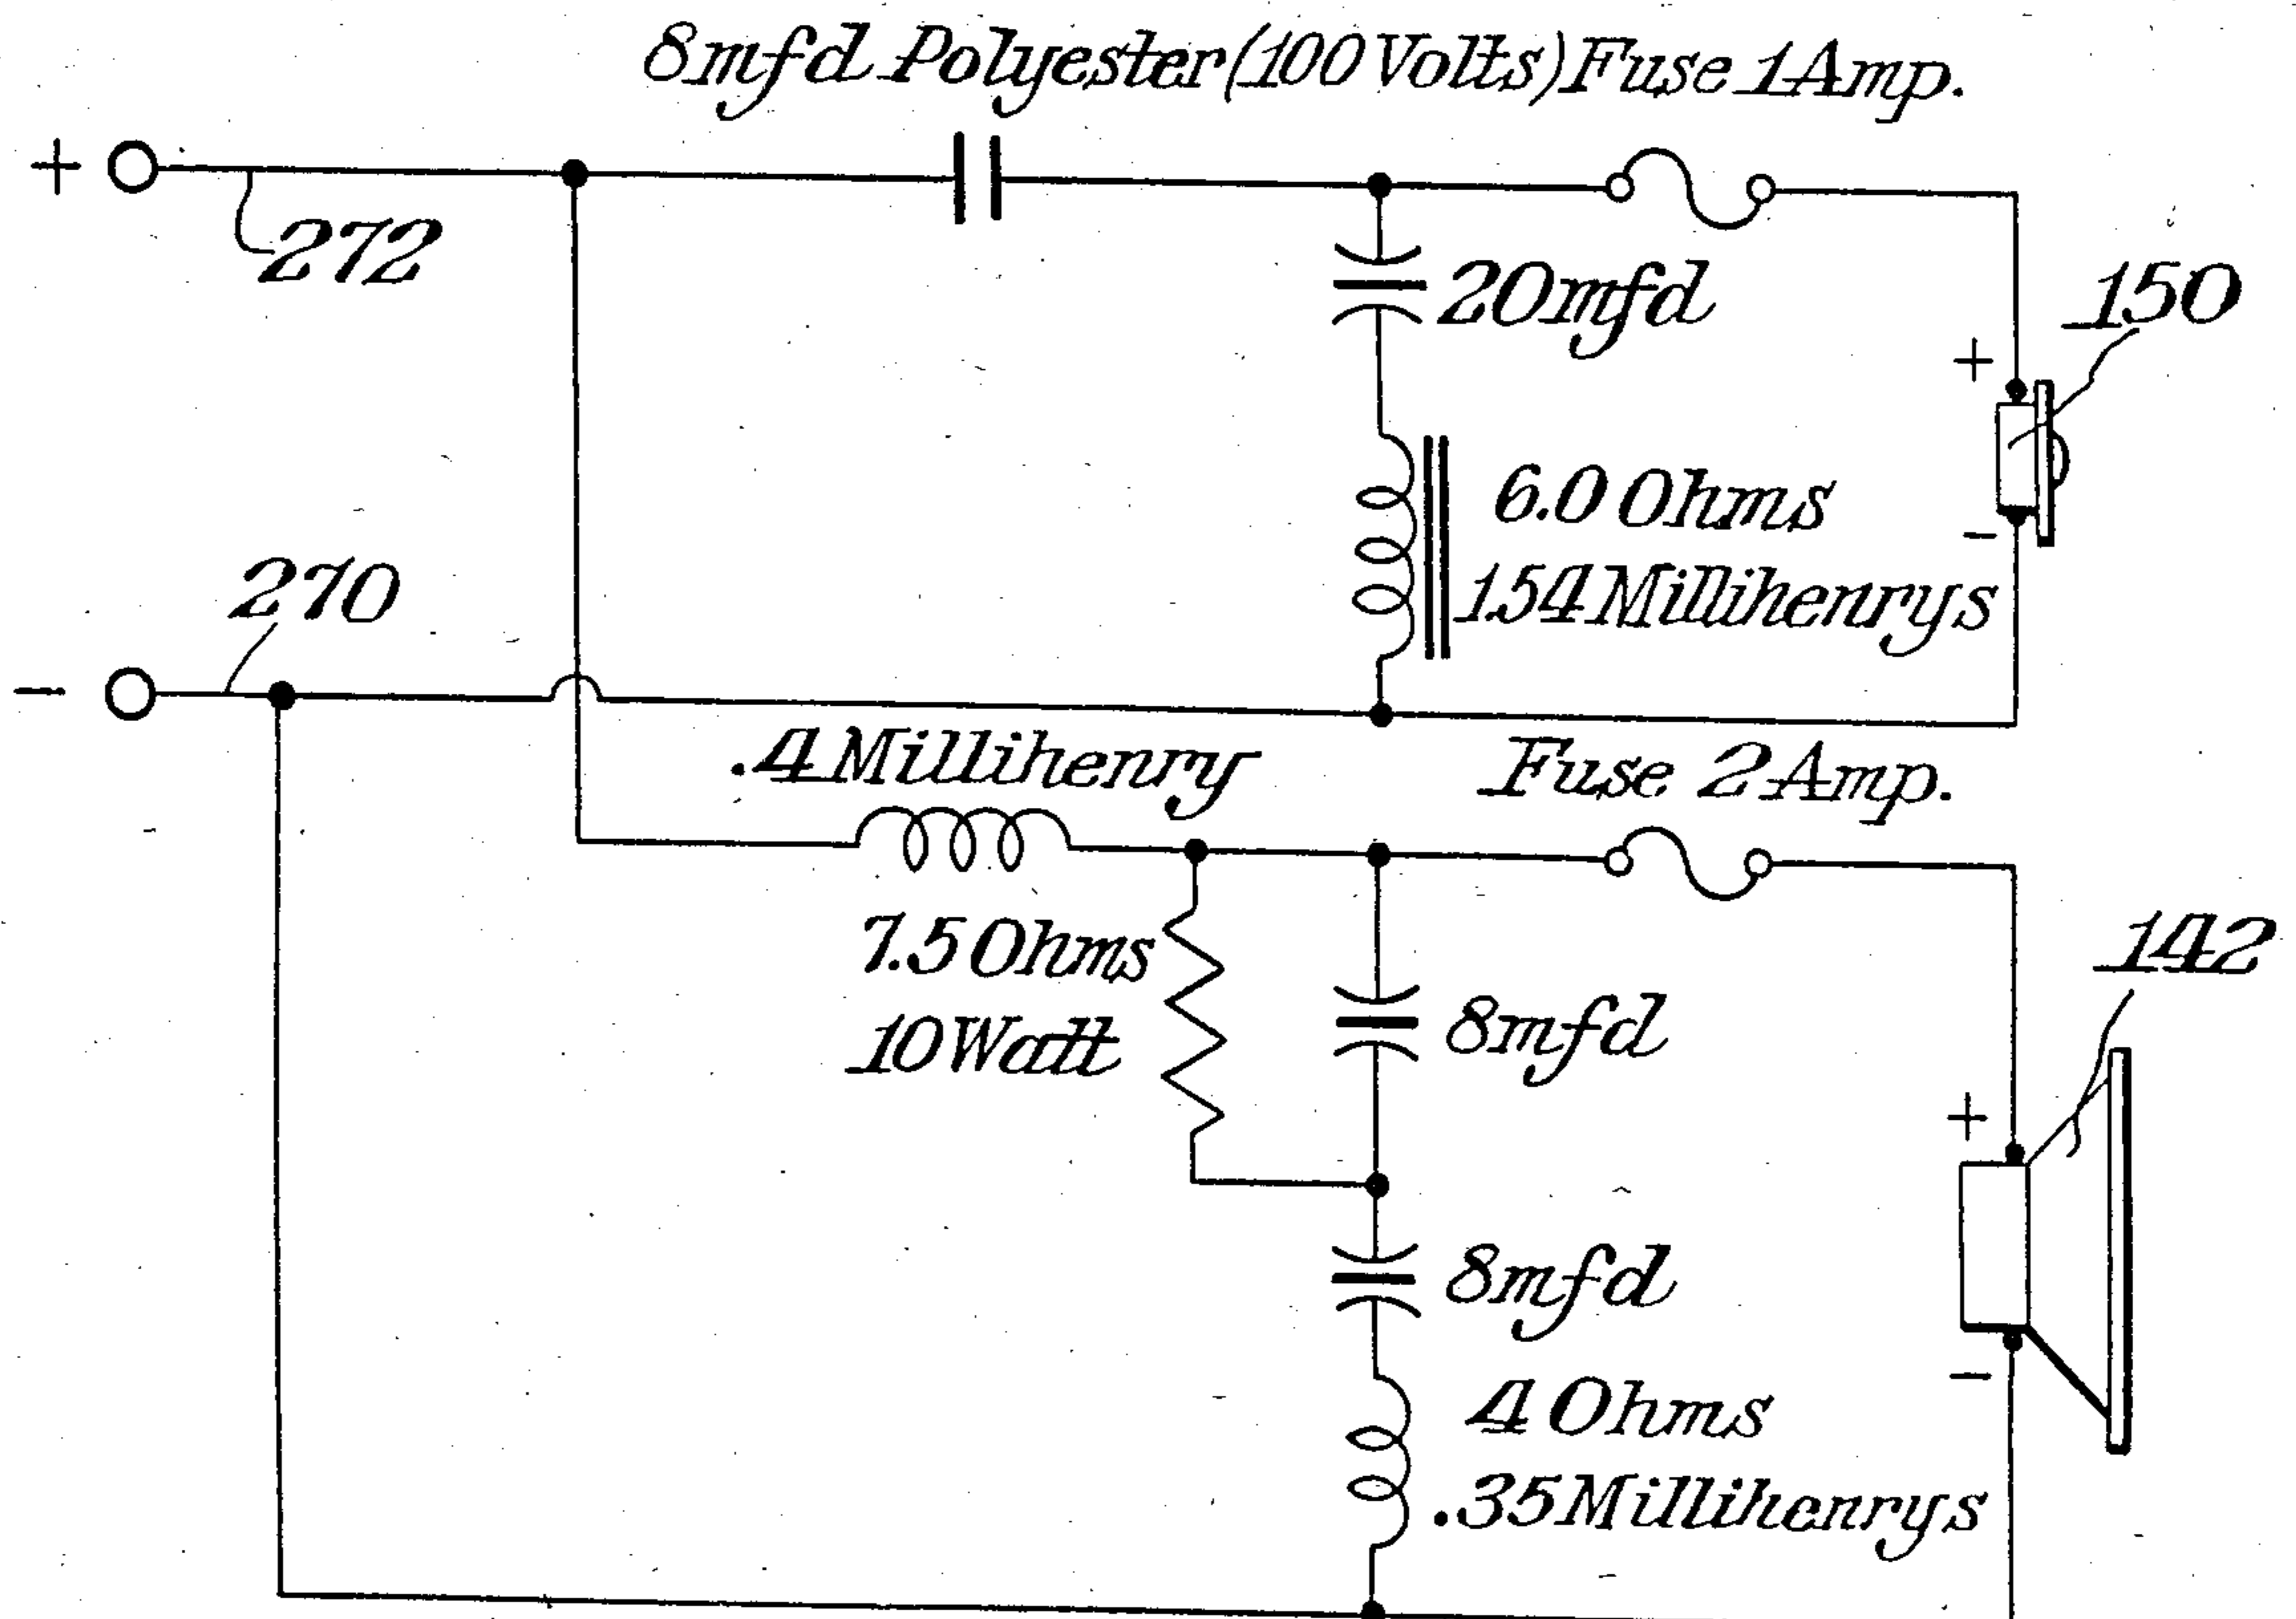 8mfd Polyester (100 Volts) Fuse 1 Amp.
+
272
20mfd
150
+
6.0 Ohms
-
1.54 Millihenrys
270
-
.4 Millihenry
Fuse 2 Amp.
7.5 Ohms
10 Watt
142
8mfd
+
8mfd
-
4 Ohms
.35 Millihenrys